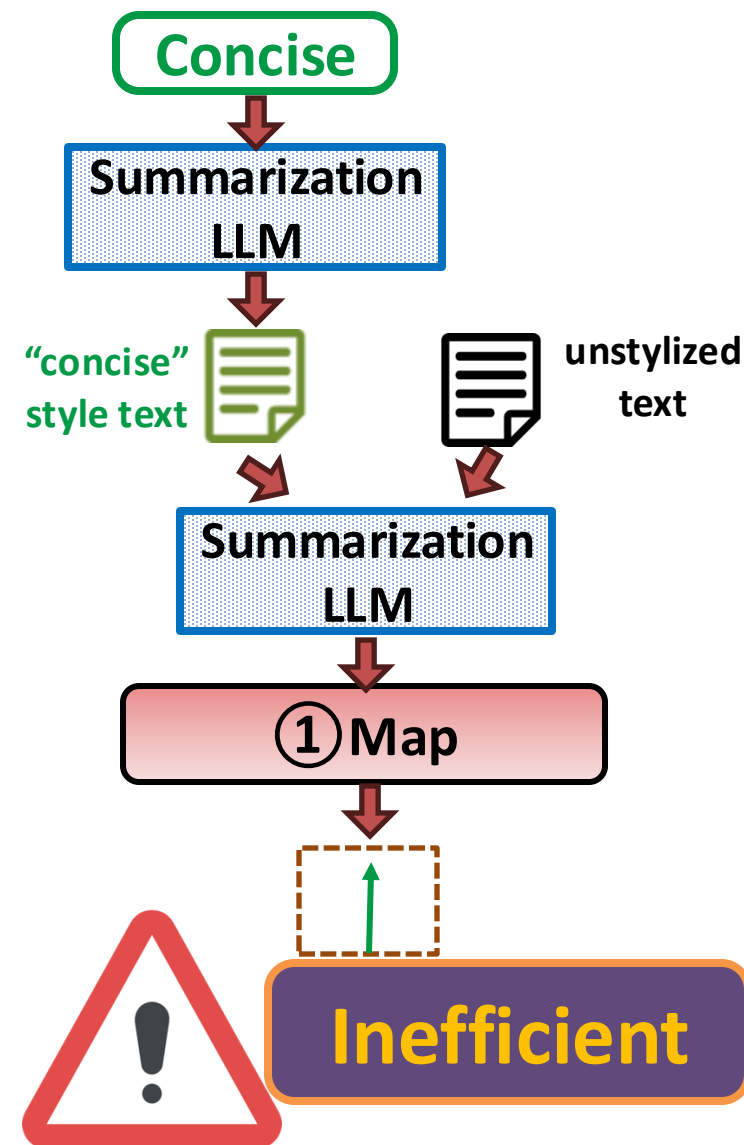 Concise
Summarization
LLM
“concise”
style text
unstylized
text
Summarization
LLM
① Map
Inefficient